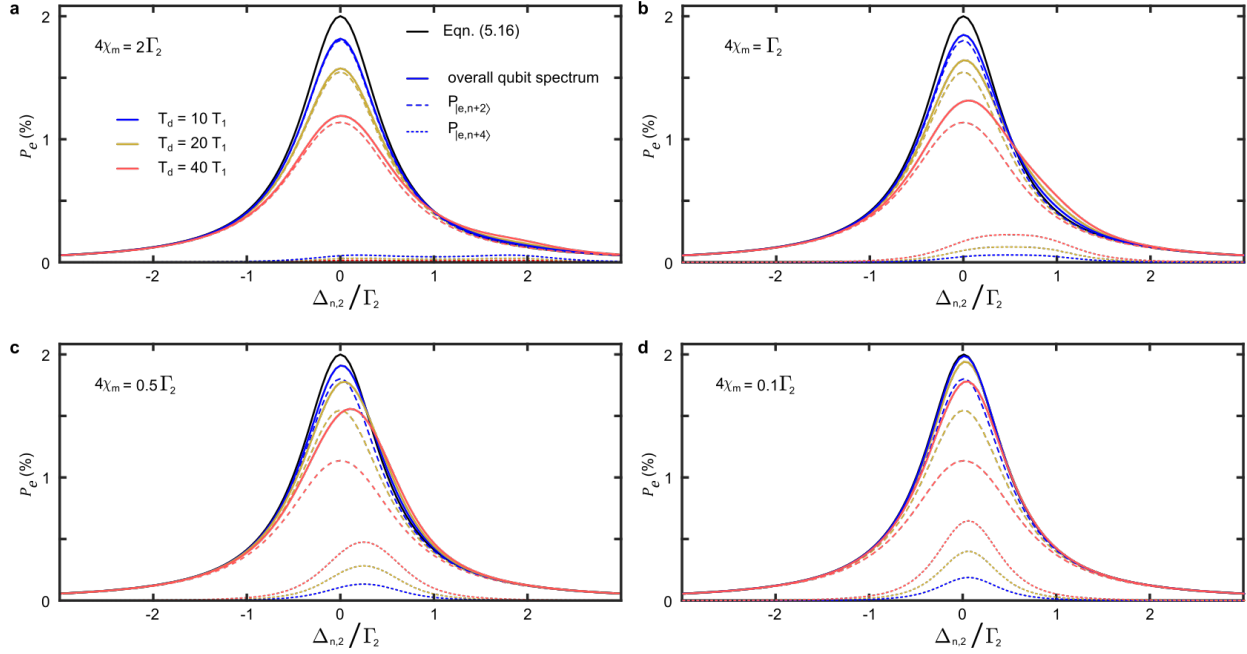 a
4χm = 2Γ2
Eqn. (5.16)
overall qubit spectrum
P|e,n+2⟩
P|e,n+4⟩
Td = 10 T1
Td = 20 T1
Td = 40 T1
Pe(%)
2
1
0
-2 -1 0 1 2
Δn,2/Γ2
b
4χm = Γ2
Pe(%)
2
1
0
-2 -1 0 1 2
Δn,2/Γ2
c
4χm = 0.5Γ2
Pe(%)
2
1
0
-2 -1 0 1 2
Δn,2/Γ2
d
4χm = 0.1Γ2
Pe(%)
2
1
0
-2 -1 0 1 2
Δn,2/Γ2